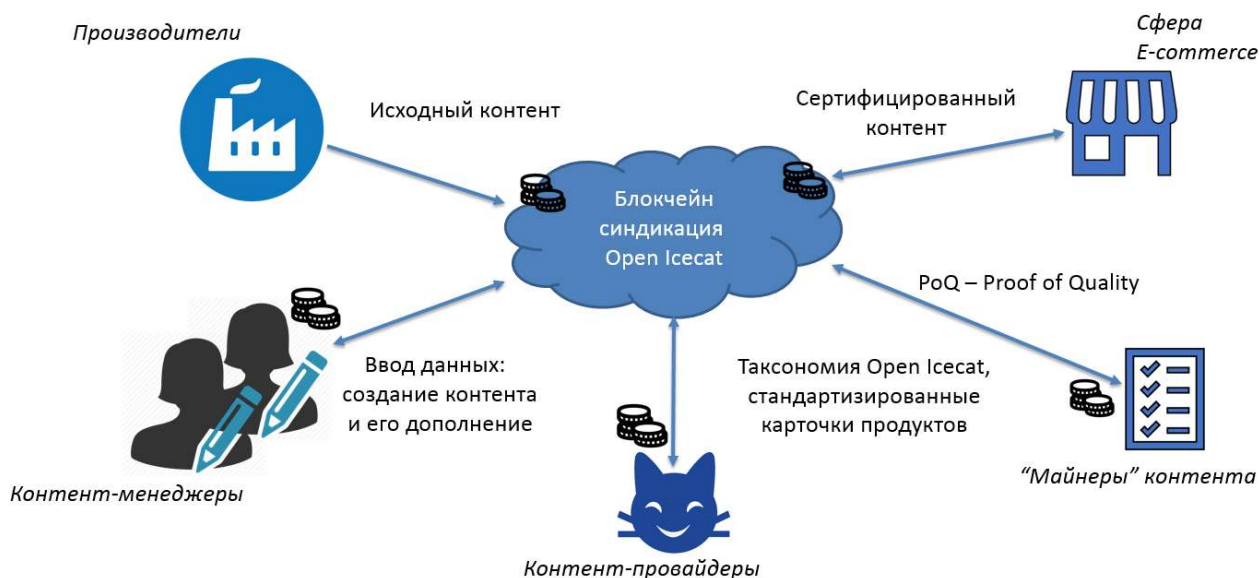 Производители
Исходный контент
Сфера
E-commerce
Сертифицированный
контент
Блокчейн
синдикация
Open Icecat
PoQ – Proof of Quality
Ввод данных:
создание контента
и его дополнение
Таксономия Open Icecat,
стандартизированные
карточки продуктов
Контент-менеджеры
“Майнеры” контента
Контент-провайдеры